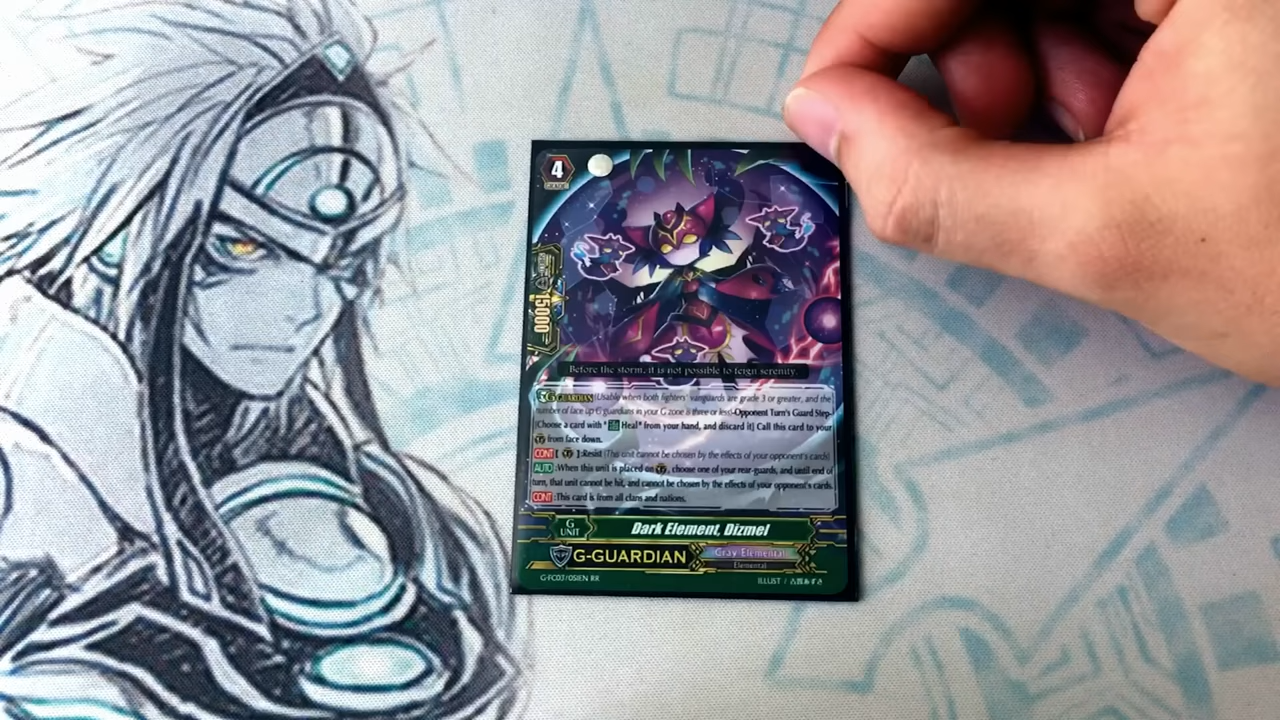 4
15000
Before the storm, it is not possible to feign serenity.
G GUARDIAN (Usable when both fighters' vanguards are grade 3 or greater, and the
number of face up G guardians in your G zone is three or less)-Opponent Turn's Guard Step-
[Choose a card with "Heal" from your hand, and discard it] Call this card to your
G from face down.
CONT [ G ]:Resist (This unit cannot be chosen by the effects of your opponent's cards)
AUTO :When this unit is placed on G, choose one of your rear-guards, and until end of
turn, that unit cannot be hit, and cannot be chosen by the effects of your opponent's cards.
CONT :This card is from all clans and nations.
G
UNIT
Dark Element, Dizmel
G-GUARDIAN
Gray Elemental
Elemental
G-FC03/051EN RR
ILLUST /